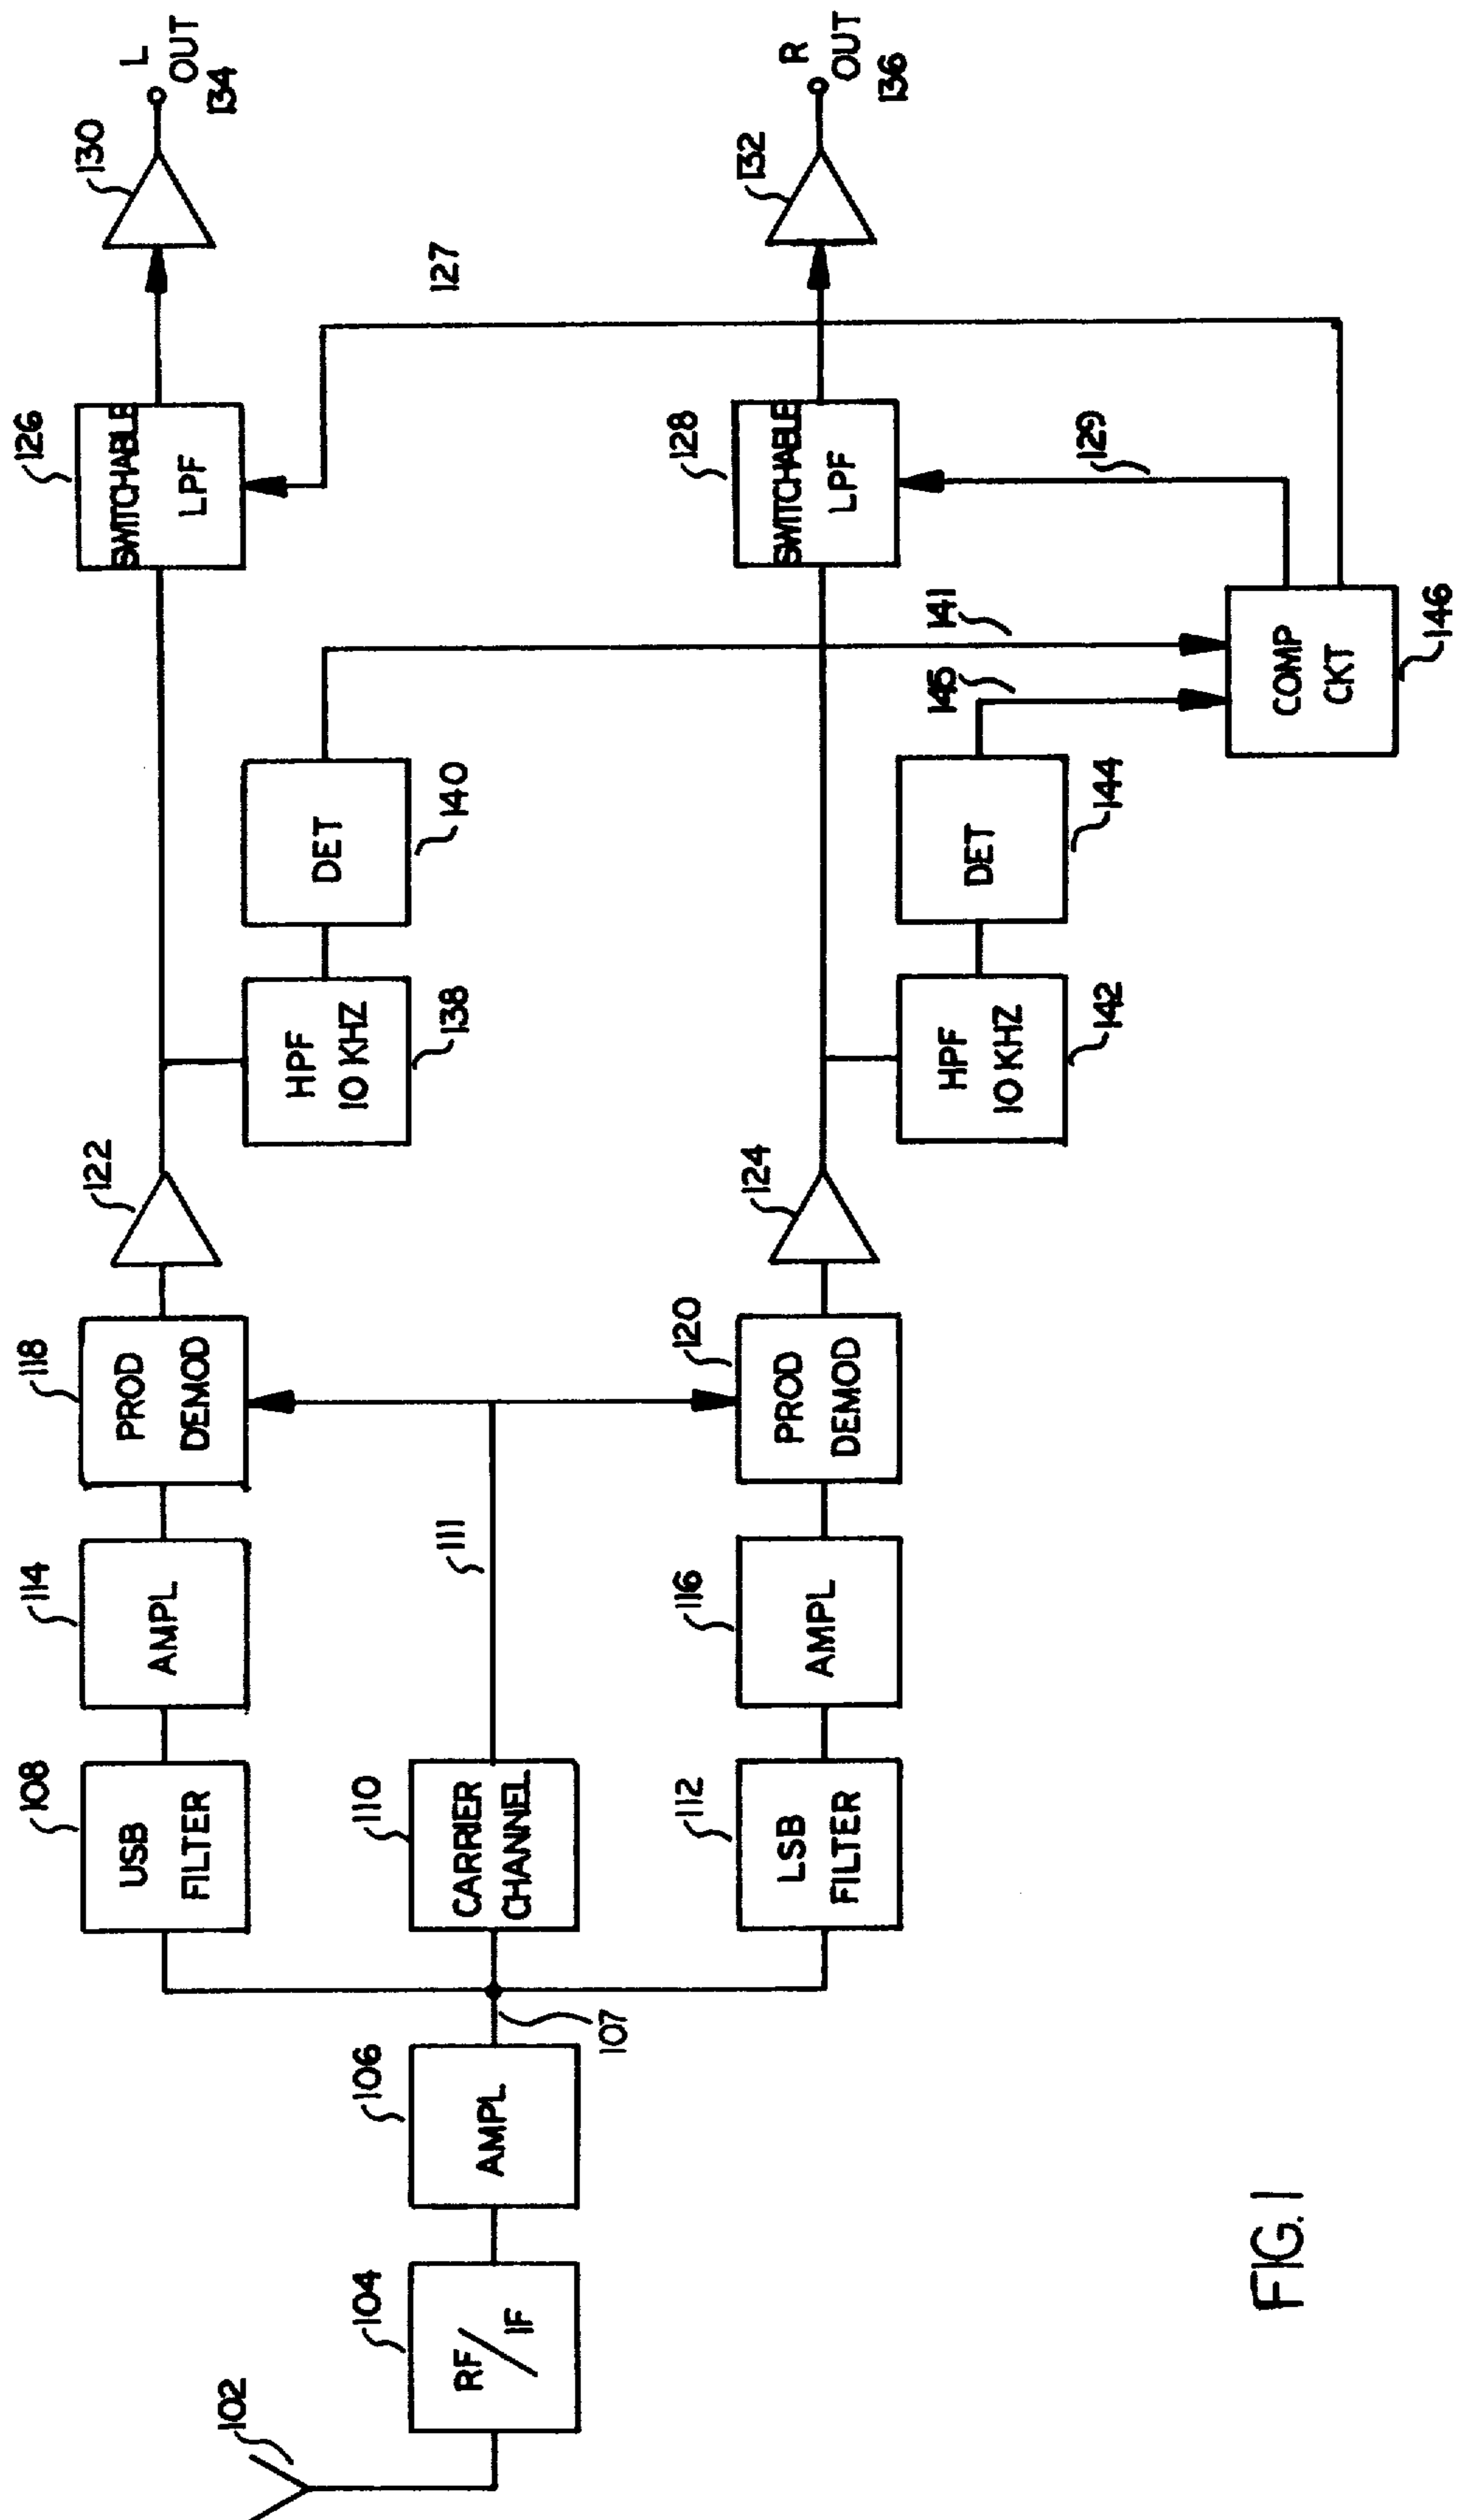 102
104
RF/IF
106
AMPL
107
108
USB
FILTER
110
CARRIER
CHANNEL
112
LSB
FILTER
114
AMPL
111
116
AMPL
118
PROD
DEMOD
120
PROD
DEMOD
122
124
HPF
10 KHZ
138
HPF
10 KHZ
142
DET
140
DET
144
145
141
COMP
CKT
146
126
SWITCHABLE
LPF
128
SWITCHABLE
LPF
129
127
130
132
L
OUT
134
R
OUT
136
FIG. 1